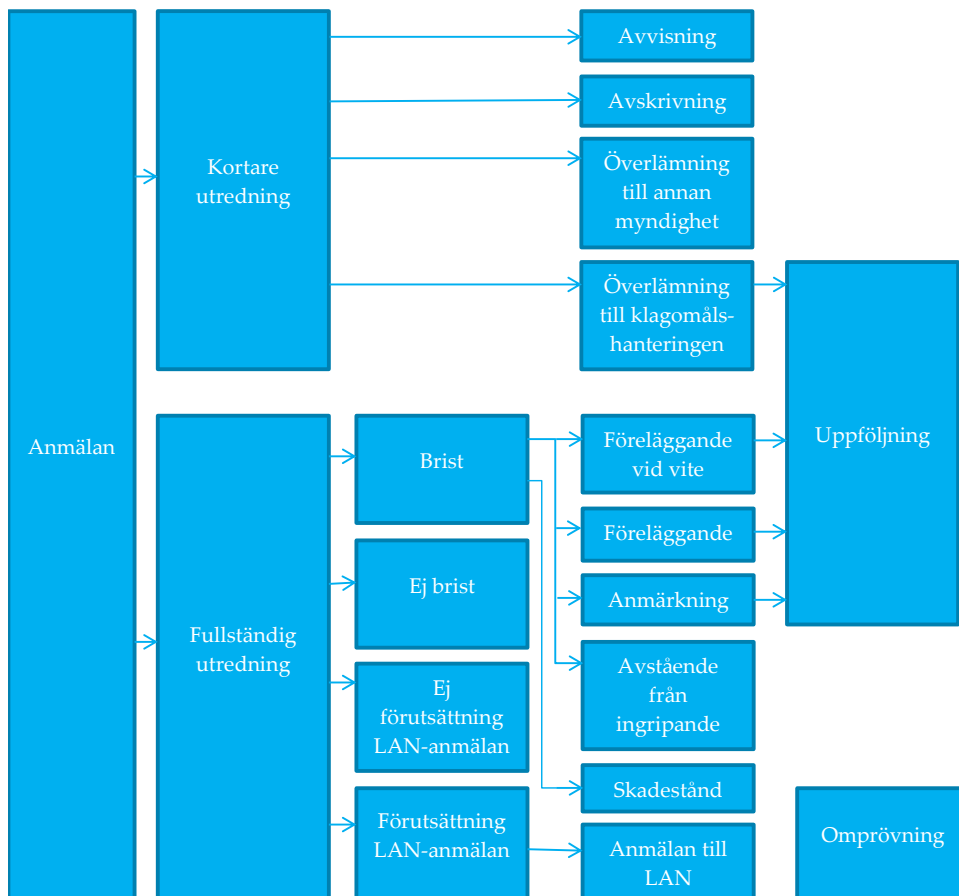 Anmälan
Kortare
utredning
Avvisning
Avskrivning
Överlämning
till annan
myndighet
Överlämning
till klagomåls-
hanteringen
Uppföljning
Fullständig
utredning
Brist
Ej brist
Ej
förutsättning
LAN-anmälan
Förutsättning
LAN-anmälan
Föreläggande
vid vite
Föreläggande
Anmärkning
Avstående
från
ingripande
Skadestånd
Anmälan till
LAN
Omprövning